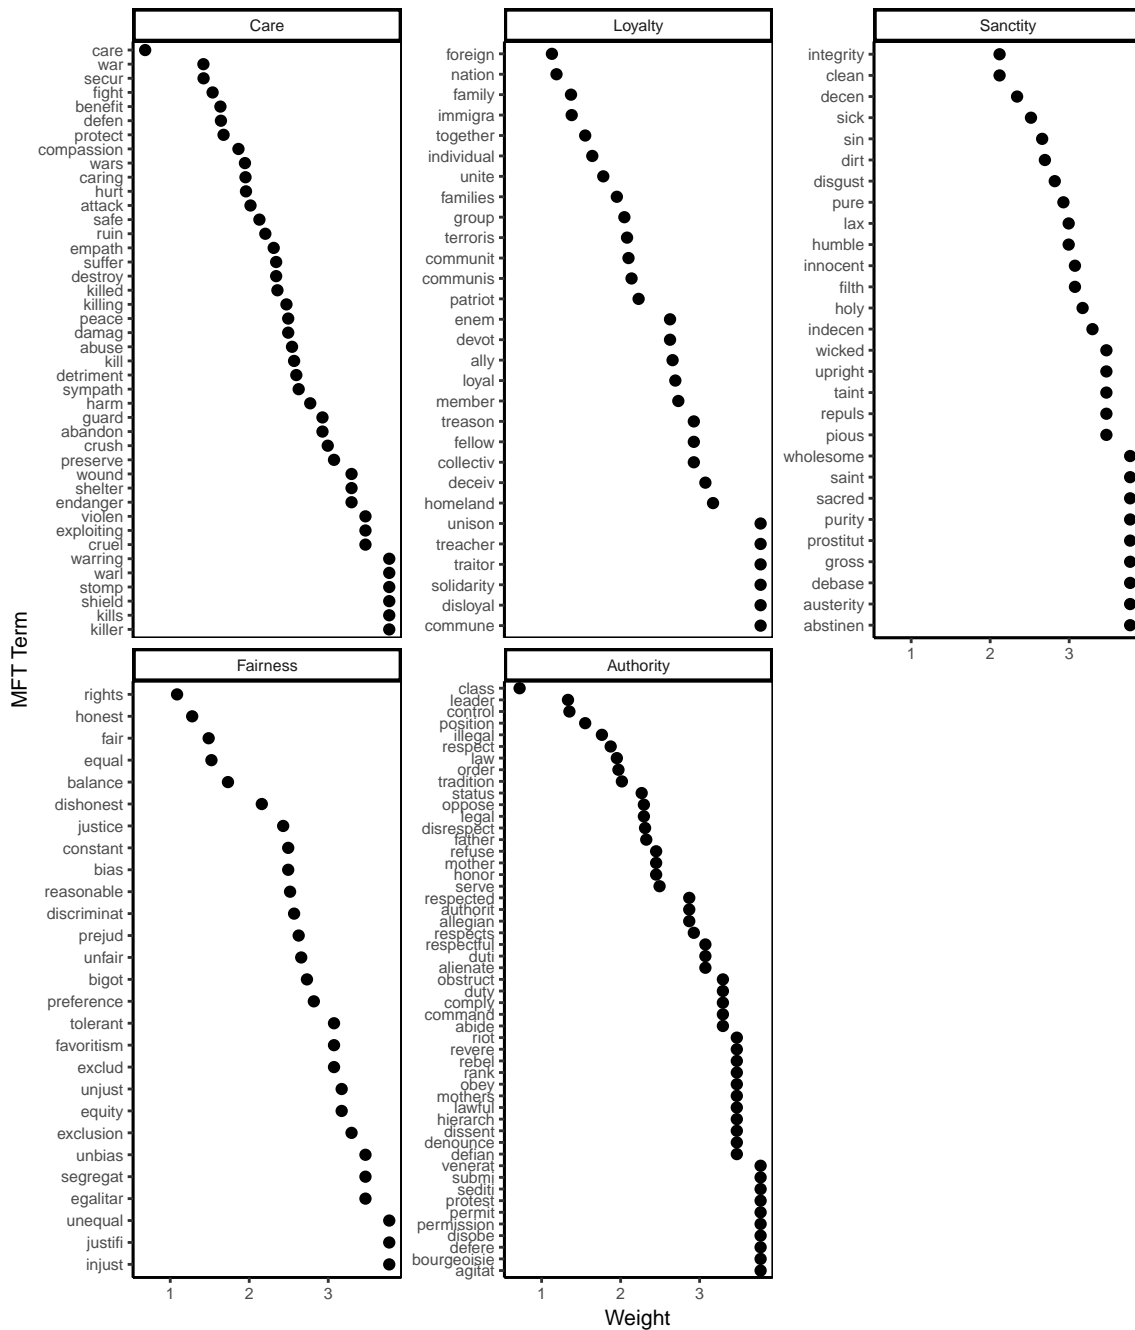 Care
care
war
secur
fight
benefit
defen
protect
compassion
wars
caring
hurt
attack
safe
ruin
empath
suffer
destroy
killed
killing
peace
damag
abuse
kill
detriment
sympath
harm
guard
abandon
crush
preserve
wound
shelter
endanger
violen
exploiting
cruel
warring
warl
stomp
shield
kills
killer
Loyalty
foreign
nation
family
immigra
together
individual
unite
families
group
terroris
communit
communis
patriot
enem
devot
ally
loyal
member
treason
fellow
collectiv
deceiv
homeland
unison
treacher
traitor
solidarity
disloyal
commune
Sanctity
integrity
clean
decen
sick
sin
dirt
disgust
pure
lax
humble
innocent
filth
holy
indecen
wicked
upright
taint
repuls
pious
wholesome
saint
sacred
purity
prostitut
gross
debase
austerity
abstinen
1 2 3
MFT Term
Fairness
rights
honest
fair
equal
balance
dishonest
justice
constant
bias
reasonable
discriminat
prejud
unfair
bigot
preference
tolerant
favoritism
exclud
unjust
equity
exclusion
unbias
segregat
egalitar
unequal
justifi
injust
1 2 3
Authority
class
leader
control
position
illegal
respect
law
order
tradition
status
oppose
legal
disrespect
father
refuse
mother
honor
serve
respected
authorit
allegian
respects
respectful
duti
alienate
obstruct
duty
comply
command
abide
riot
revere
rebel
rank
obey
mothers
lawful
hierarch
dissent
denounce
defian
venerat
submi
sediti
protest
permit
permission
disobe
defere
bourgeoisie
agitat
1 2 3
Weight